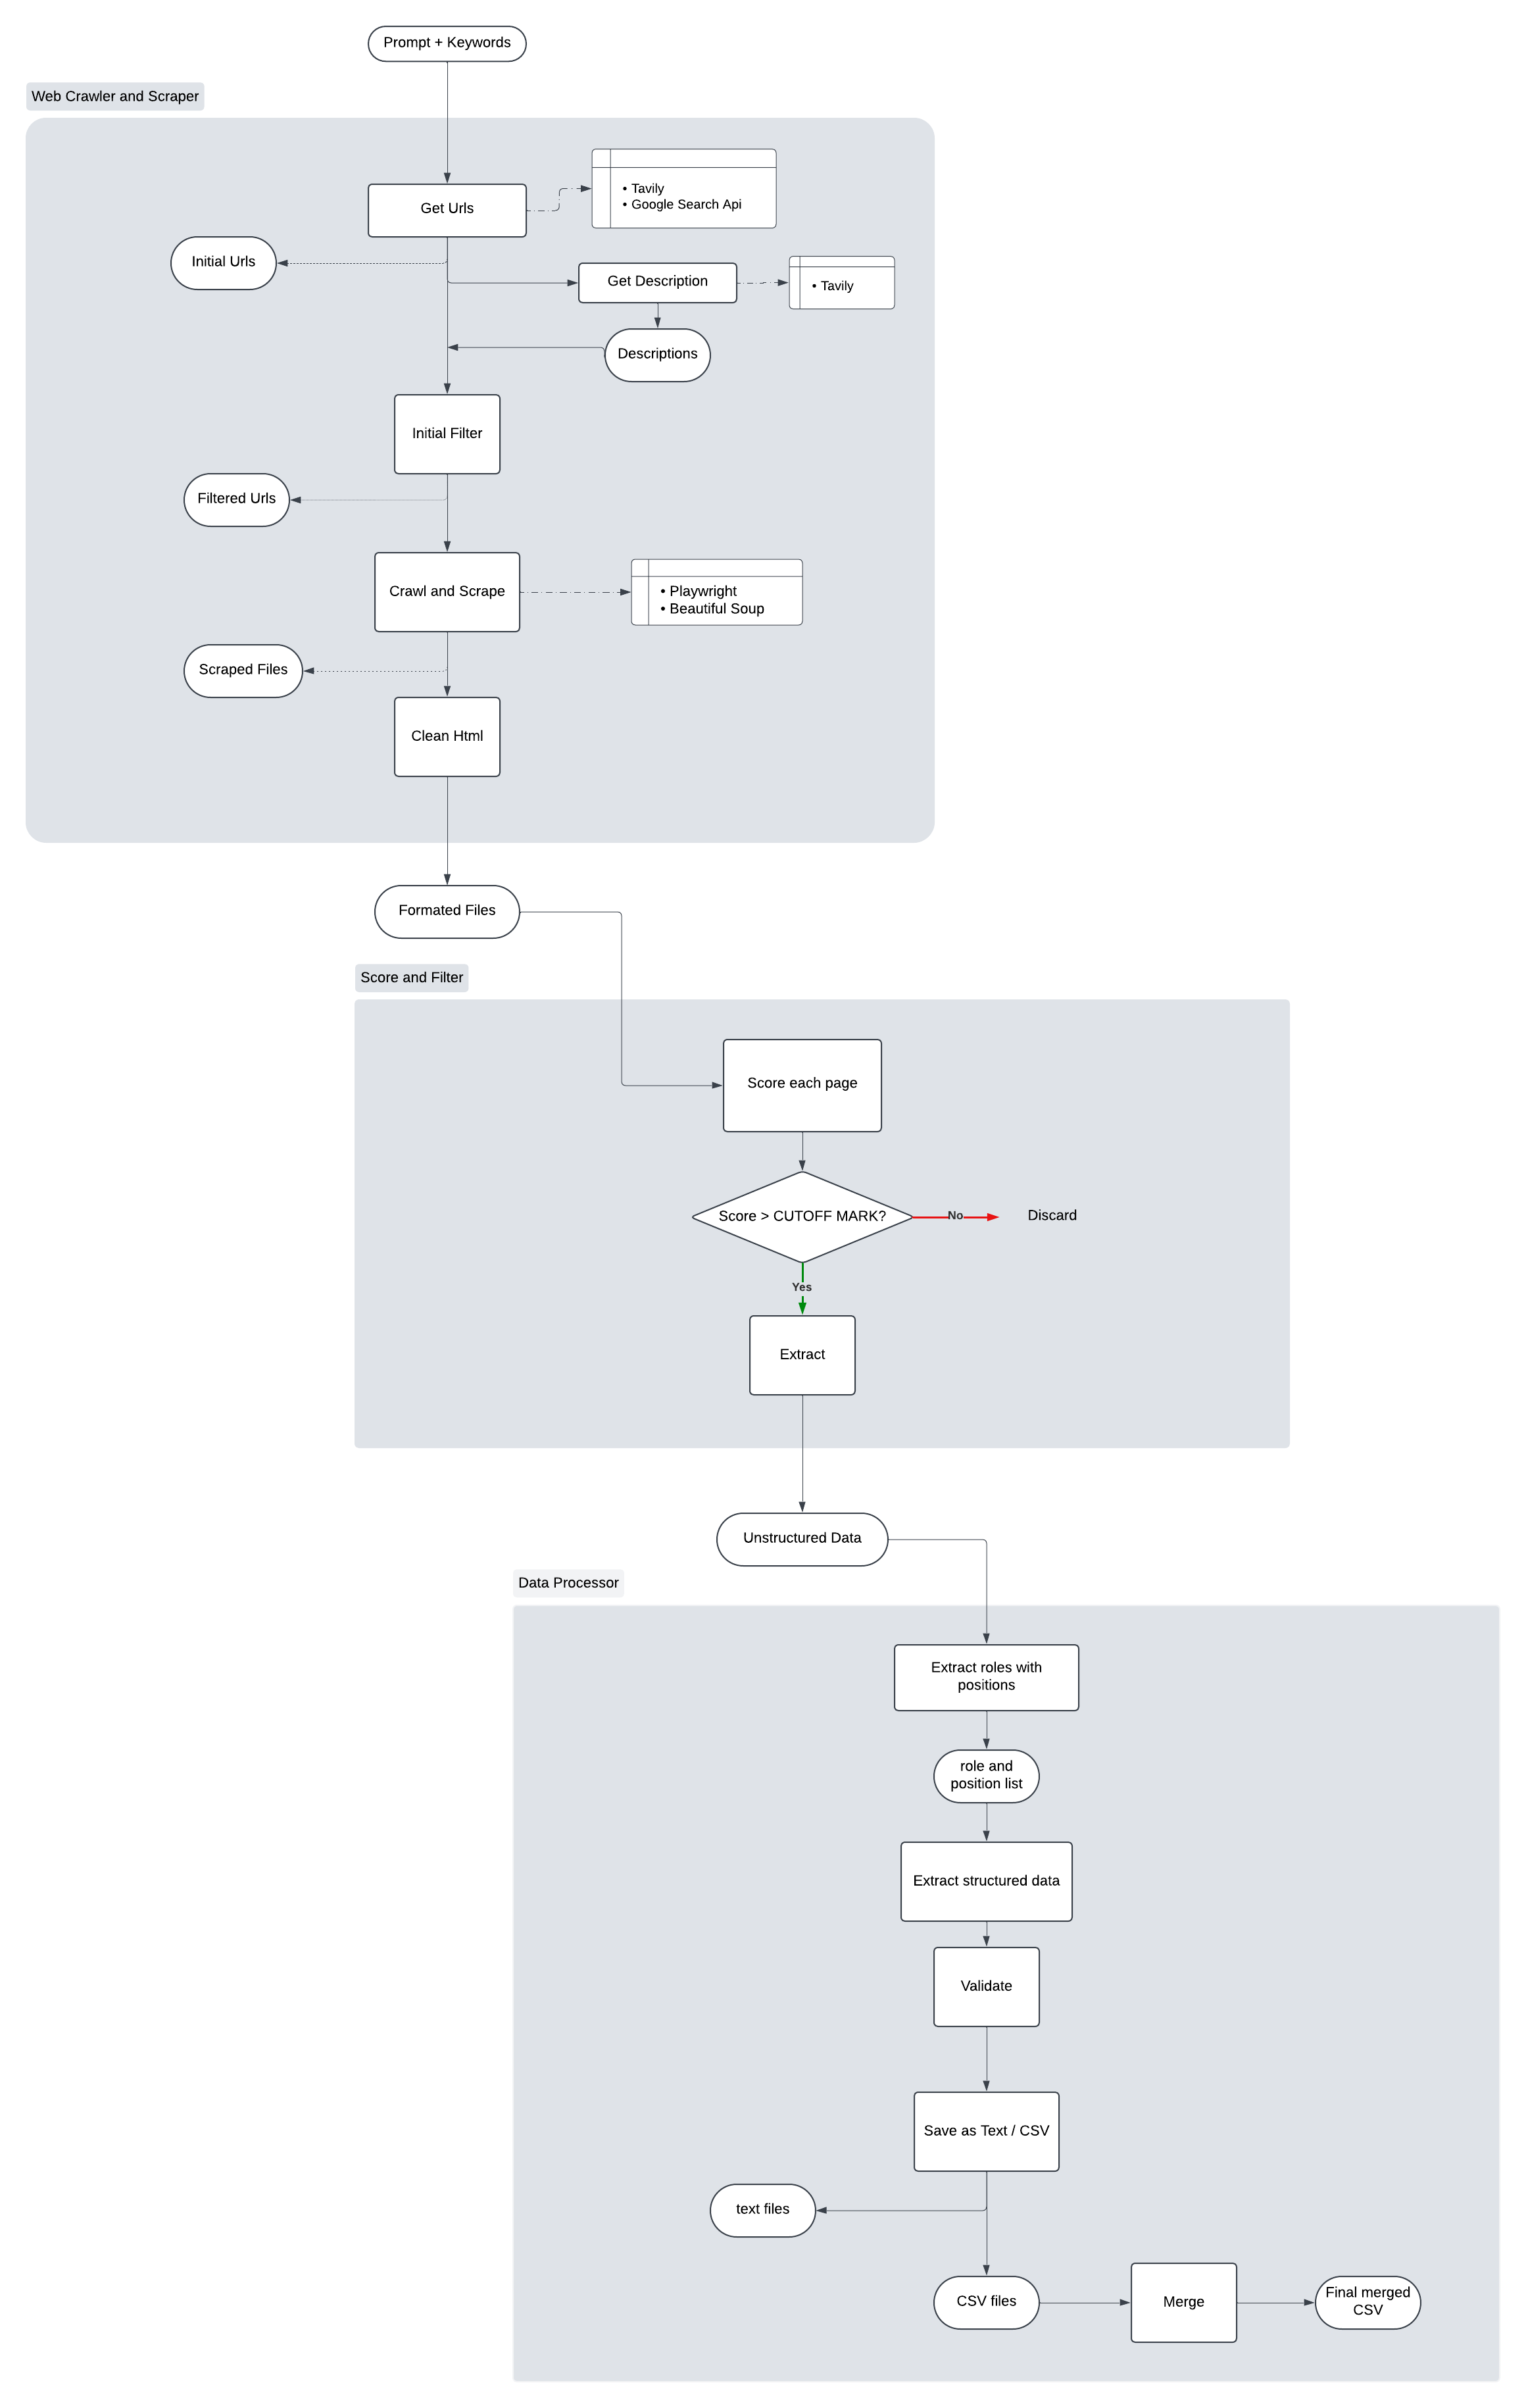 Prompt + Keywords
Web Crawler and Scraper
Get Urls
• Tavily
• Google Search Api
Initial Urls
Get Description
• Tavily
Descriptions
Initial Filter
Filtered Urls
Crawl and Scrape
• Playwright
• Beautiful Soup
Scraped Files
Clean Html
Formated Files
Score and Filter
Score each page
Score > CUTOFF MARK?
No
Discard
Yes
Extract
Unstructured Data
Data Processor
Extract roles with
positions
role and
position list
Extract structured data
Validate
Save as Text / CSV
text files
CSV files
Merge
Final merged
CSV